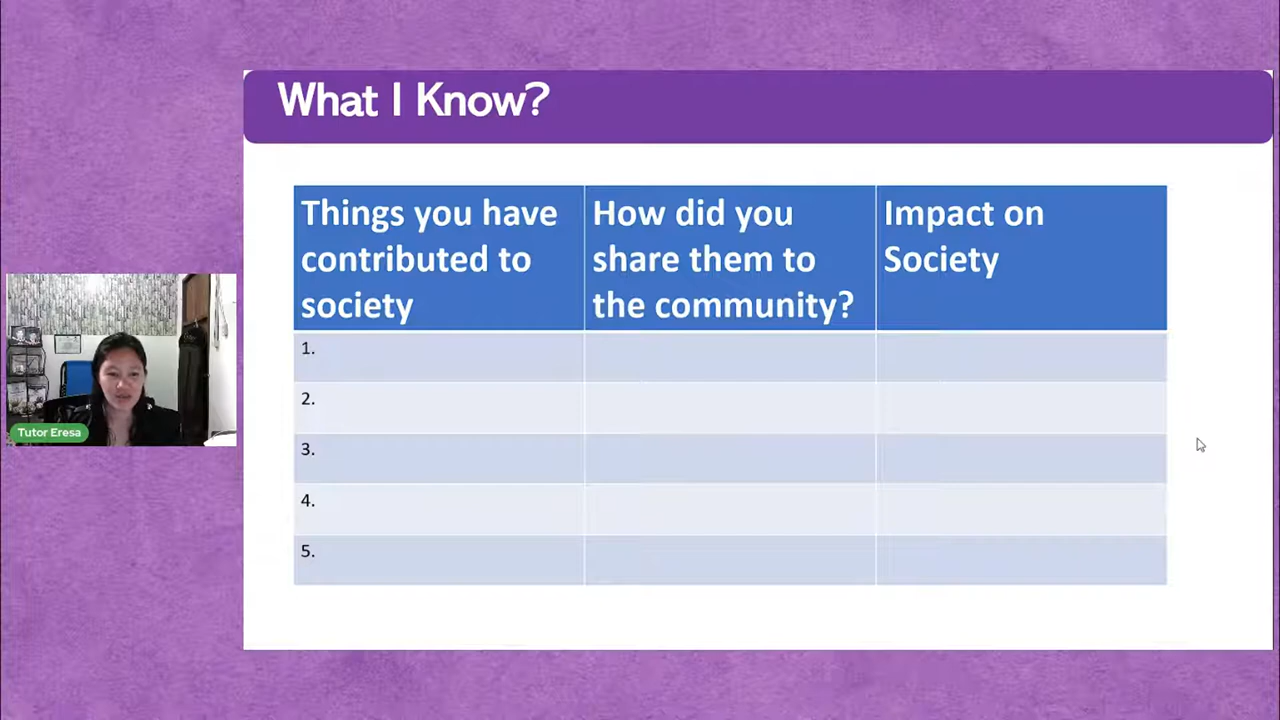 What I Know?
Things you have
contributed to
society
How did you
share them to
the community?
Impact on
Society
1.
2.
3.
4.
5.
Tutor Eresa